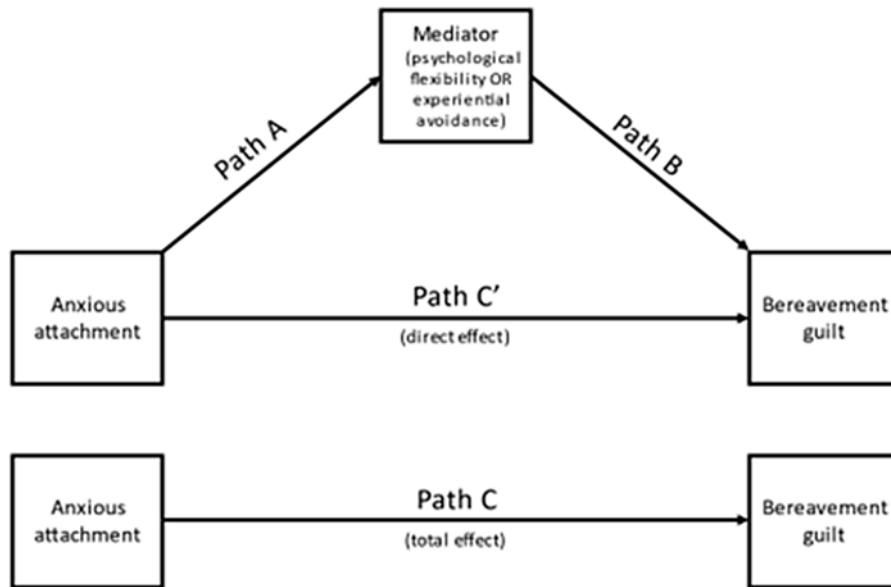 Mediator
(psychological
flexibility OR
experiential
avoidance)
Path A
Path B
Anxious
attachment
Path C’
(direct effect)
Bereavement
guilt
Anxious
attachment
Path C
(total effect)
Bereavement
guilt